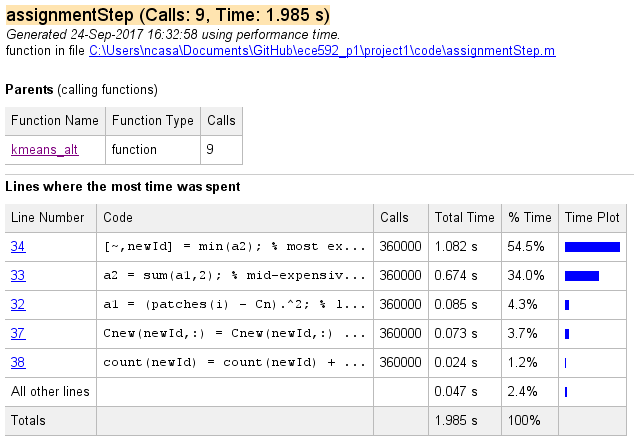 assignmentStep (Calls: 9, Time: 1.985 s)
Generated 24-Sep-2017 16:32:58 using performance time.
function in file C:\Users\ncasa\Documents\GitHub\ece592_p1\project1\code\assignmentStep.m
Parents (calling functions)
Function Name Function Type Calls
kmeans_alt function 9
Lines where the most time was spent
Line Number Code Calls Total Time % Time Time Plot
34 [~,newId] = min(a2); % most ex... 360000 1.082 s 54.5%
33 a2 = sum(a1,2); % mid-expensiv... 360000 0.674 s 34.0%
32 a1 = (patches(i) - Cn).^2; % l... 360000 0.085 s 4.3%
37 Cnew(newId,:) = Cnew(newId,:) ... 360000 0.073 s 3.7%
38 count(newId) = count(newId) + ... 360000 0.024 s 1.2%
All other lines 0.047 s 2.4%
Totals 1.985 s 100%